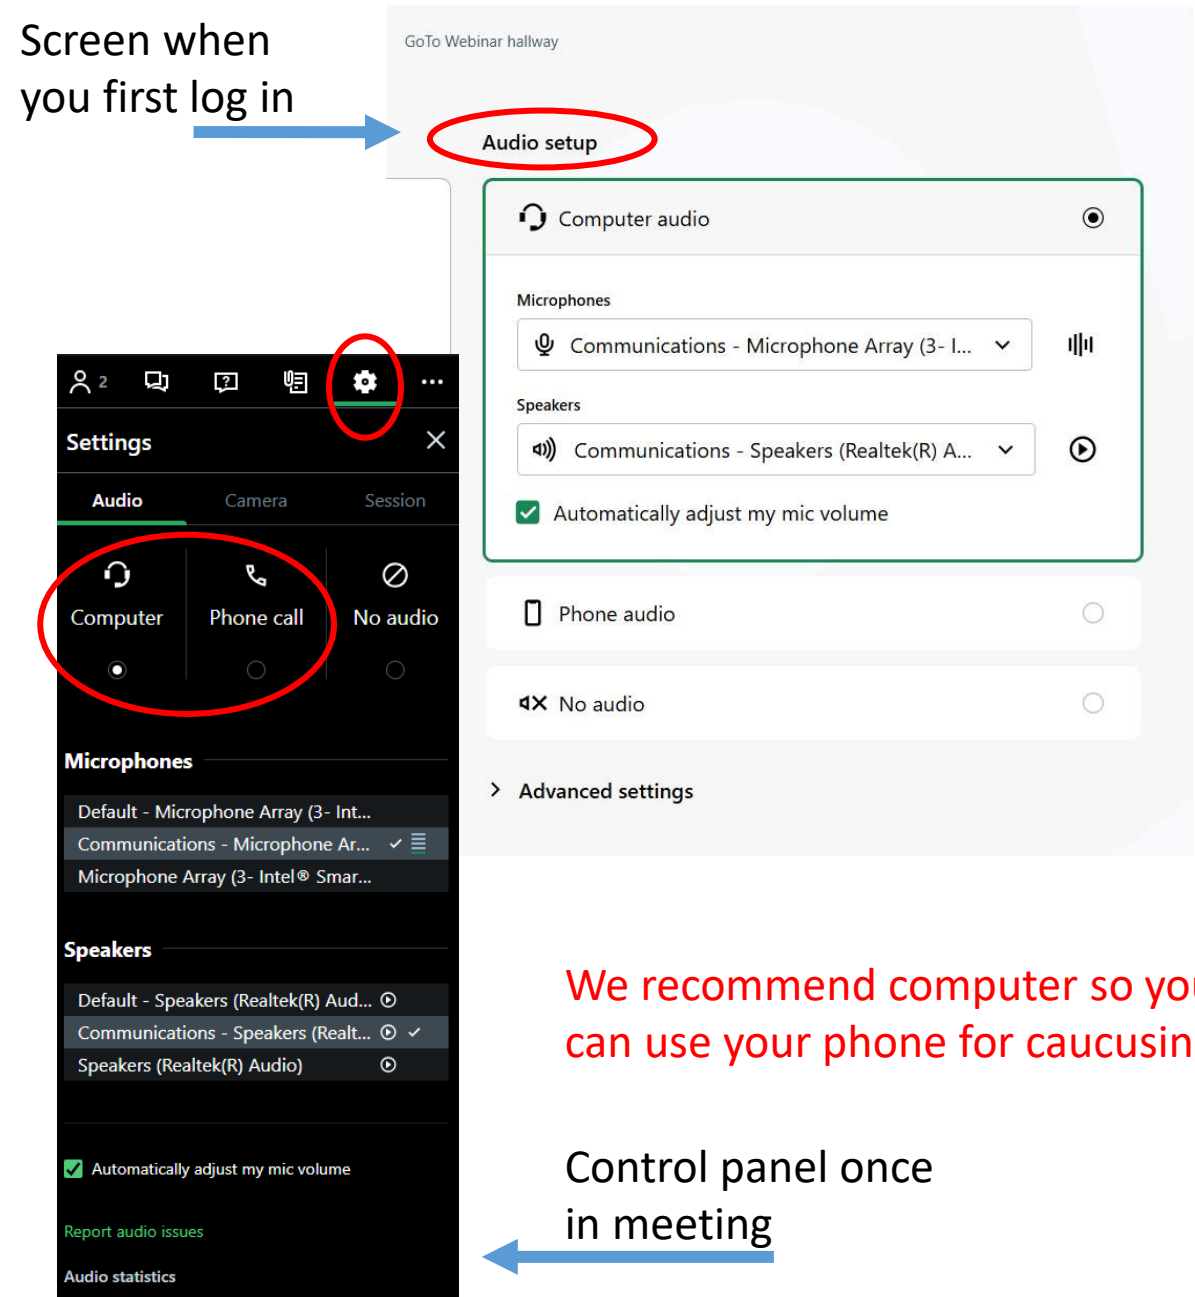 Screen when
you first log in
GoTo Webinar hallway
Audio setup
Computer audio
Microphones
Communications - Microphone Array (3- I...
Speakers
Communications - Speakers (Realtek(R) A...
Automatically adjust my mic volume
Phone audio
No audio
Advanced settings
2
Settings
Audio Camera Session
Computer Phone call No audio
Microphones
Default - Microphone Array (3- Int...
Communications - Microphone Ar...
Microphone Array (3- Intel® Smar...
Speakers
Default - Speakers (Realtek(R) Aud...
Communications - Speakers (Realt...
Speakers (Realtek(R) Audio)
Automatically adjust my mic volume
Report audio issues
Audio statistics
We recommend computer so you
can use your phone for caucusin
Control panel once
in meeting